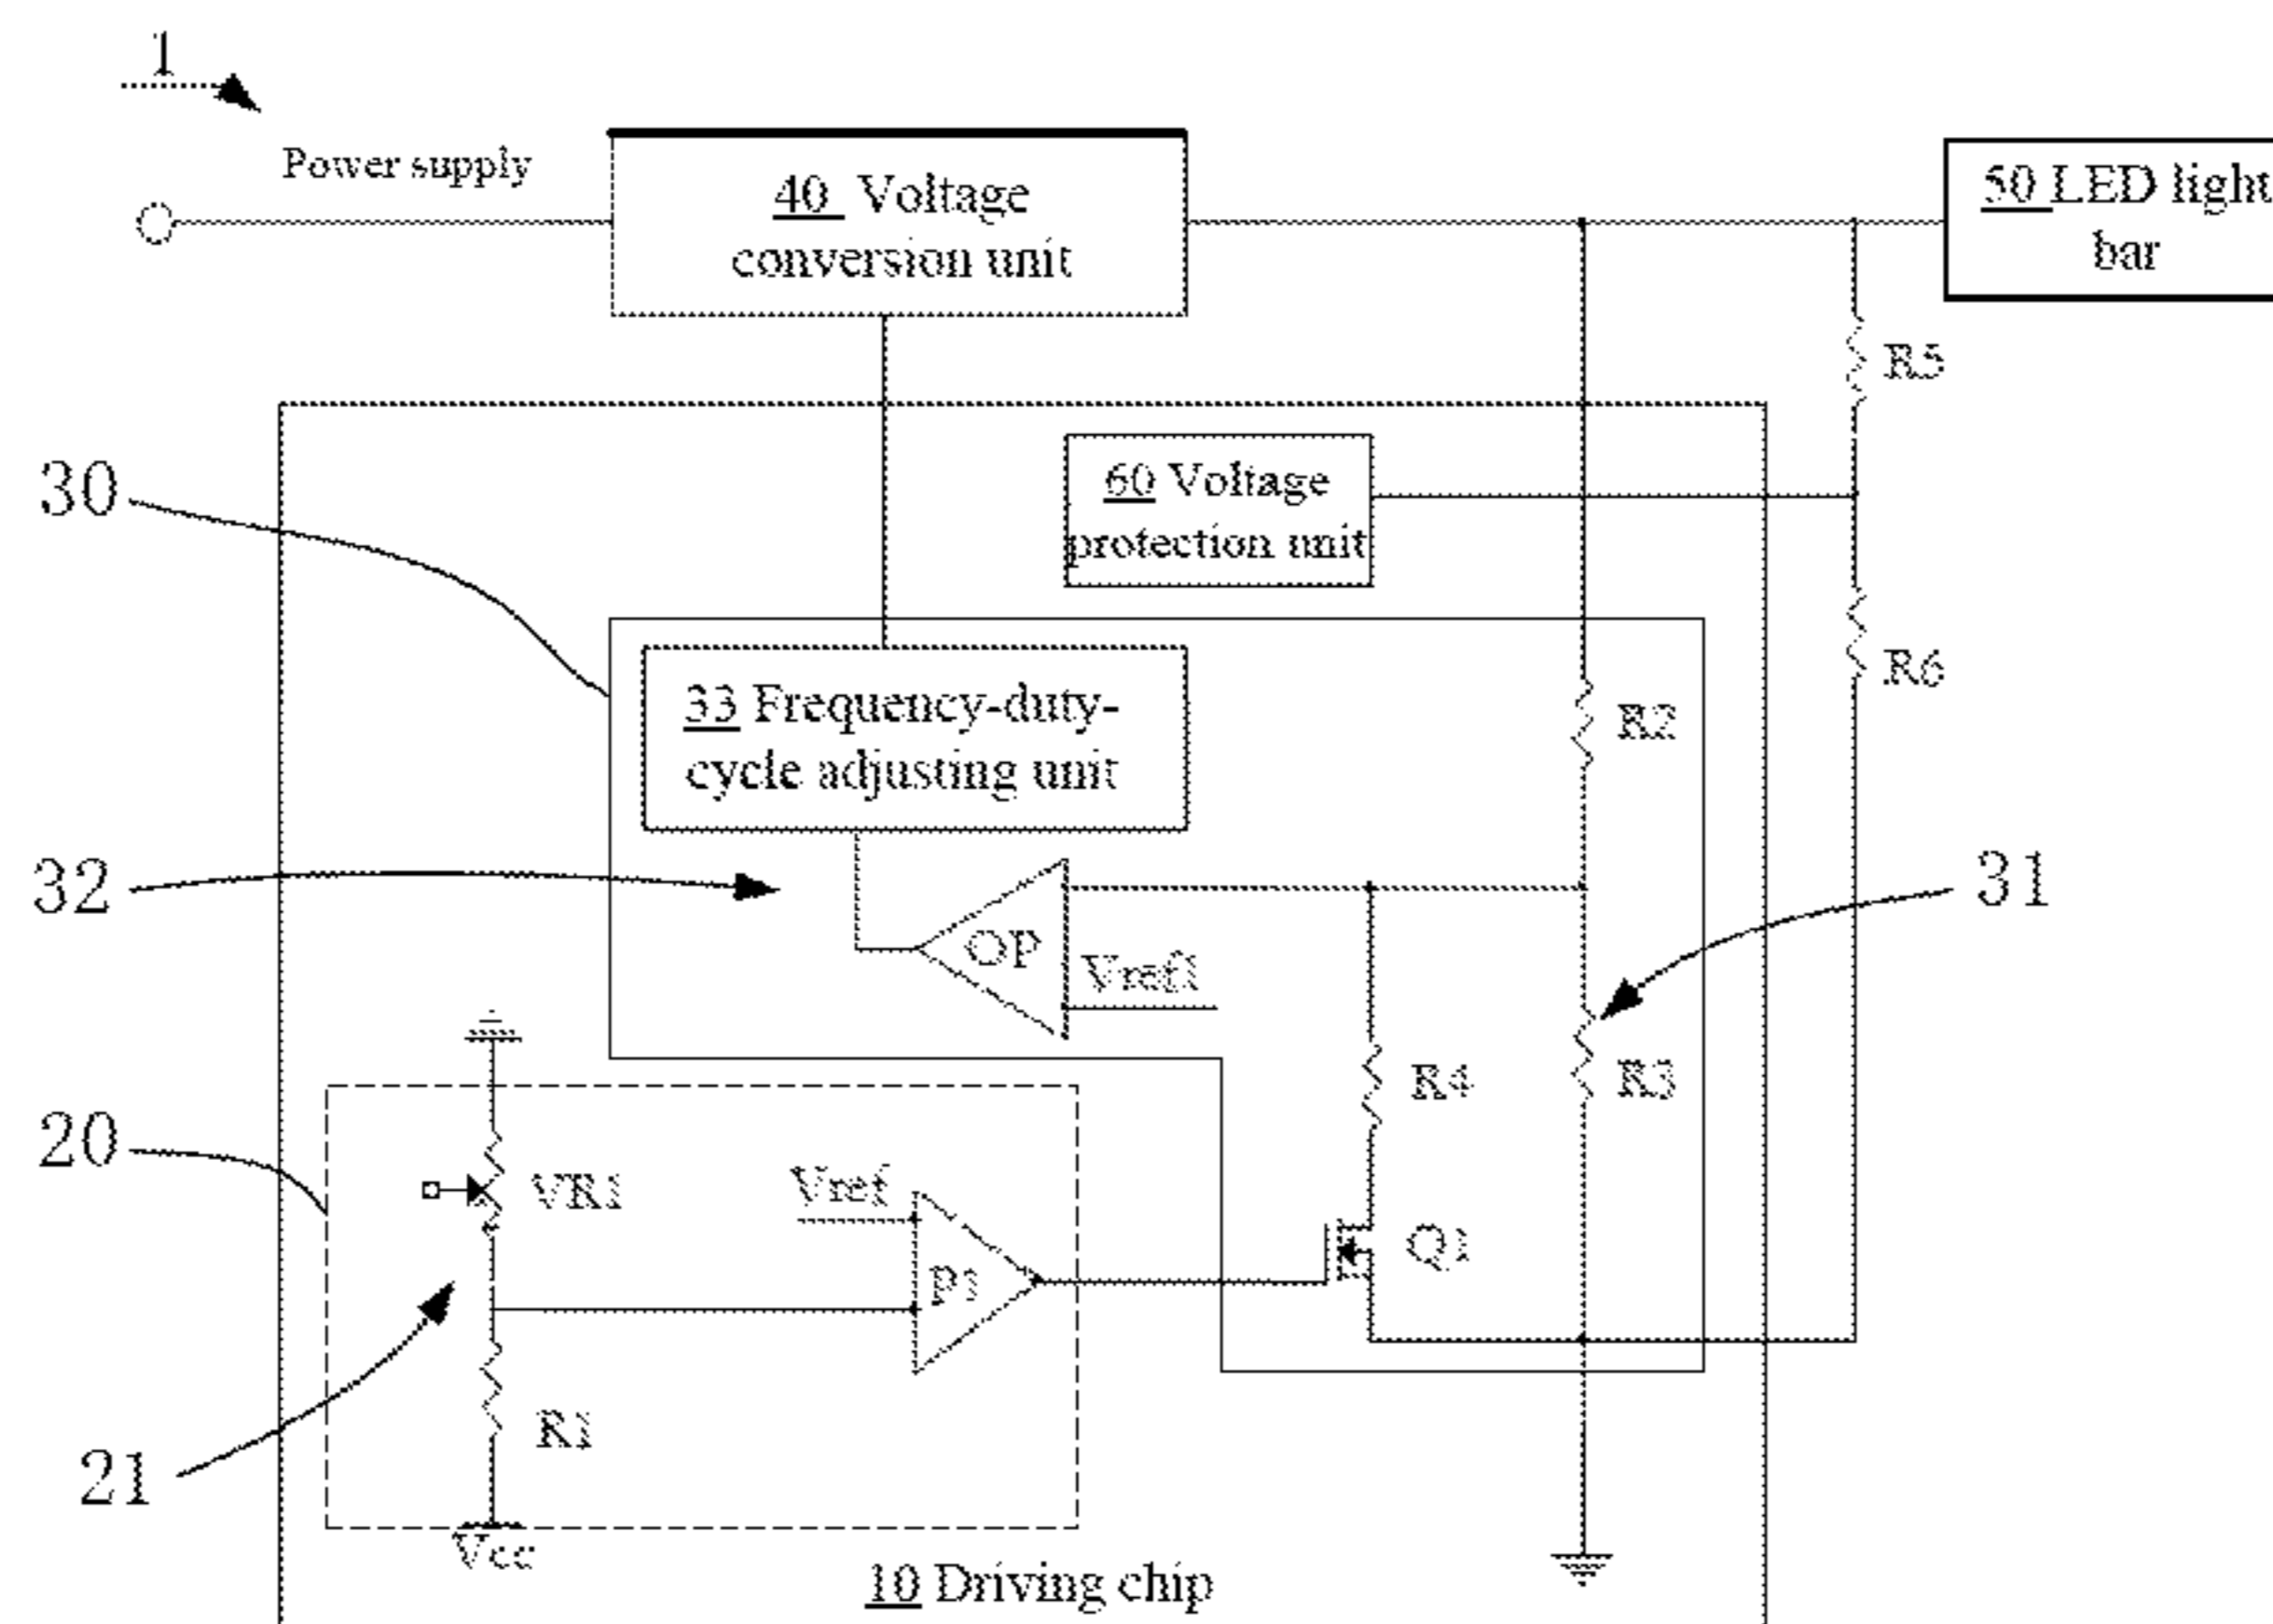 1
Power supply
40 Voltage
conversion unit
50 LED light
bar
R5
30
60 Voltage
protection unit
R6
33 Frequency-duty-
cycle adjusting unit
R2
32
31
OP
Vref1
R4
R3
20
VR1
Vref
P1
Q1
R1
21
Vcc
10 Driving chip